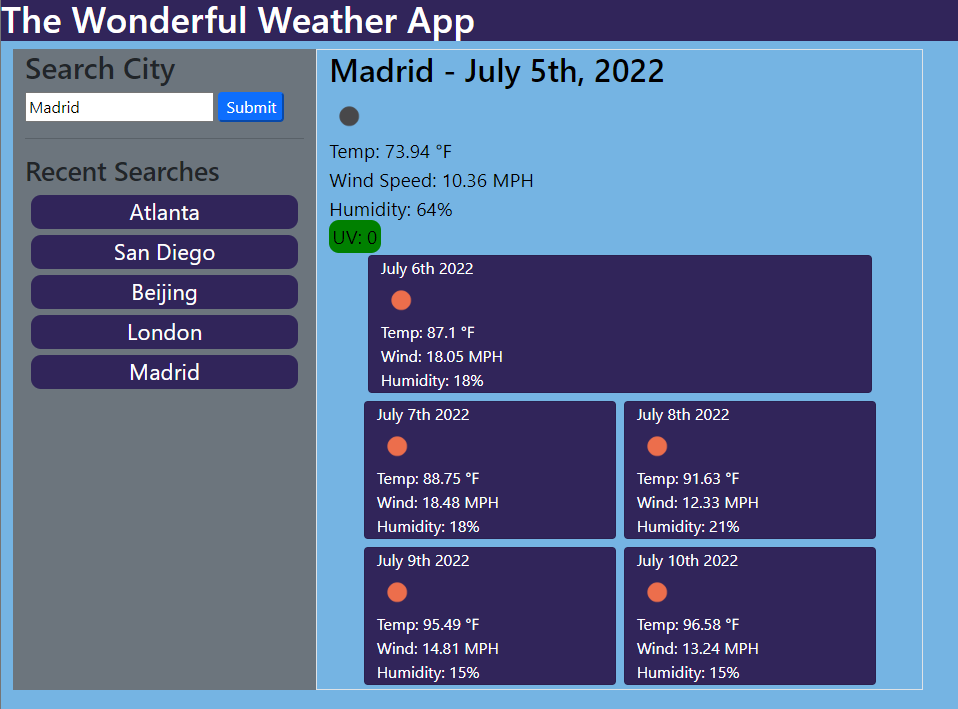 The Wonderful Weather App
Search City
Madrid
Submit
Recent Searches
Atlanta
San Diego
Beijing
London
Madrid
Madrid - July 5th, 2022
Temp: 73.94 °F
Wind Speed: 10.36 MPH
Humidity: 64%
UV: 0
July 6th 2022
Temp: 87.1 °F
Wind: 18.05 MPH
Humidity: 18%
July 7th 2022
Temp: 88.75 °F
Wind: 18.48 MPH
Humidity: 18%
July 8th 2022
Temp: 91.63 °F
Wind: 12.33 MPH
Humidity: 21%
July 9th 2022
Temp: 95.49 °F
Wind: 14.81 MPH
Humidity: 15%
July 10th 2022
Temp: 96.58 °F
Wind: 13.24 MPH
Humidity: 15%